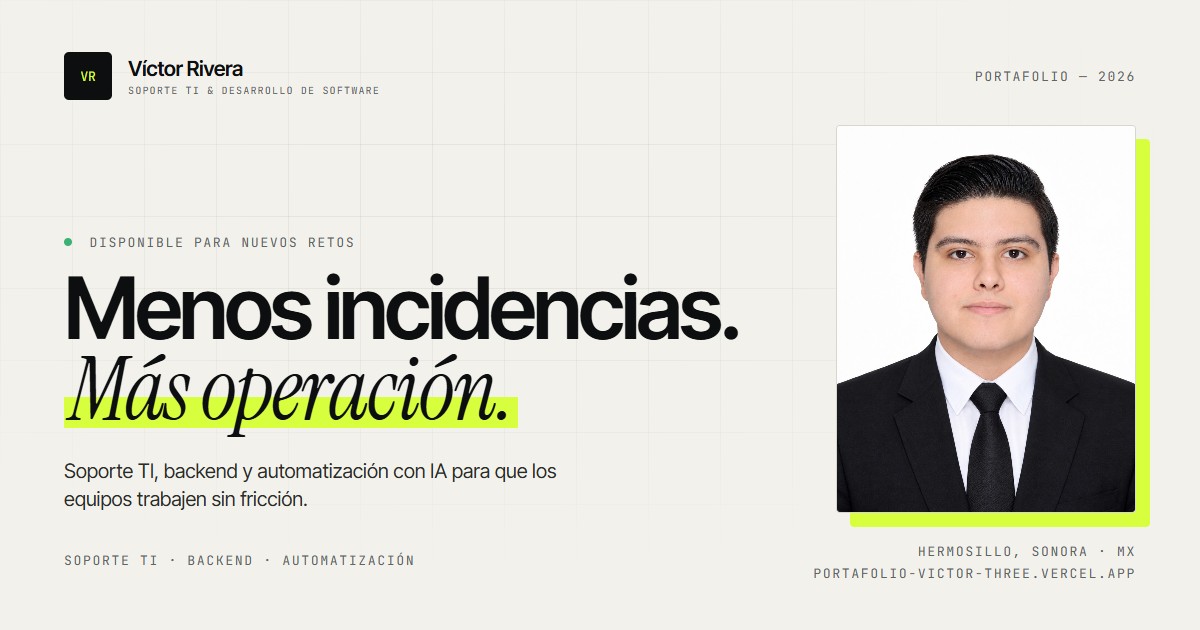 VR
Víctor Rivera
SOPORTE TI & DESARROLLO DE SOFTWARE
PORTAFOLIO — 2026
DISPONIBLE PARA NUEVOS RETOS
Menos incidencias.
Más operación.
Soporte TI, backend y automatización con IA para que los
equipos trabajen sin fricción.
SOPORTE TI · BACKEND · AUTOMATIZACIÓN
HERMOSILLO, SONORA · MX
PORTAFOLIO-VICTOR-THREE.VERCEL.APP